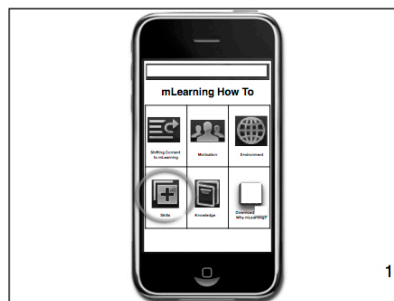 mLearning How To
Shifting Content
to mLearning
Motivation
Environment
Skills
Knowledge
Download
Why mLearning?
1